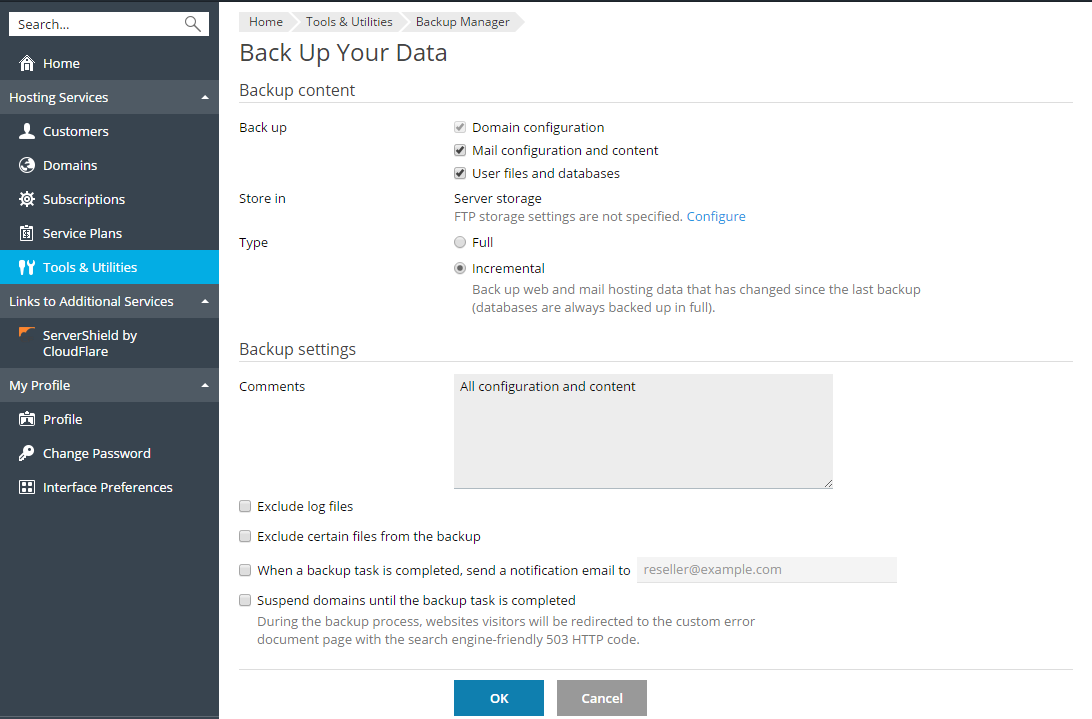 Search...
Home
Hosting Services
Customers
Domains
Subscriptions
Service Plans
Tools & Utilities
Links to Additional Services
ServerShield by
CloudFlare
My Profile
Profile
Change Password
Interface Preferences
Home Tools & Utilities Backup Manager
Back Up Your Data
Backup content
Back up Domain configuration
Mail configuration and content
User files and databases
Store in Server storage
FTP storage settings are not specified. Configure
Type Full
Incremental
Back up web and mail hosting data that has changed since the last backup
(databases are always backed up in full).
Backup settings
Comments All configuration and content
Exclude log files
Exclude certain files from the backup
When a backup task is completed, send a notification email to reseller@example.com
Suspend domains until the backup task is completed
During the backup process, websites visitors will be redirected to the custom error
document page with the search engine-friendly 503 HTTP code.
OK Cancel